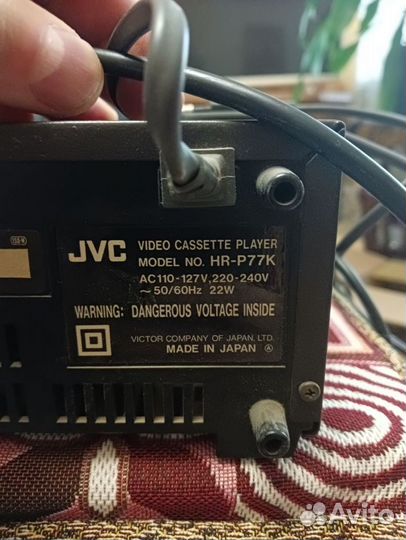 JVC
VIDEO CASSETTE PLAYER
MODEL NO. HR-P77K
AC110-127V,220-240V
~ 50/60Hz 22W
WARNING: DANGEROUS VOLTAGE INSIDE
VICTOR COMPANY OF JAPAN, LTD.
MADE IN JAPAN Ⓐ
Avito